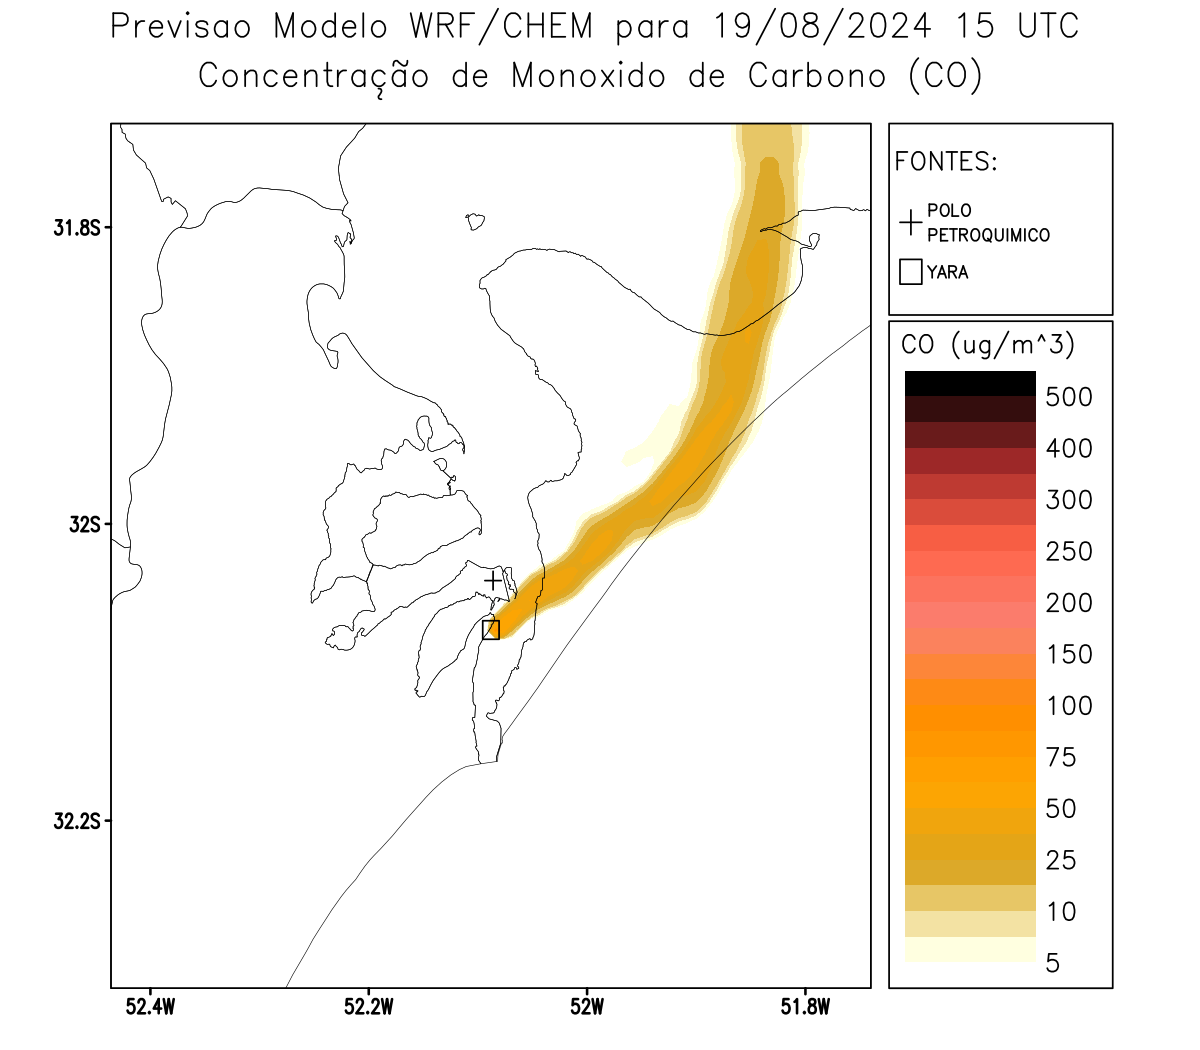 Previsao Modelo WRF/CHEM para 19/08/2024 15 UTC
Concentração de Monoxido de Carbono (CO)
FONTES:
POLO
PETROQUIMICO
YARA
CO (ug/m^3)
500
400
300
250
200
150
100
75
50
25
10
5
31.8S
32S
32.2S
52.4W
52.2W
52W
51.8W